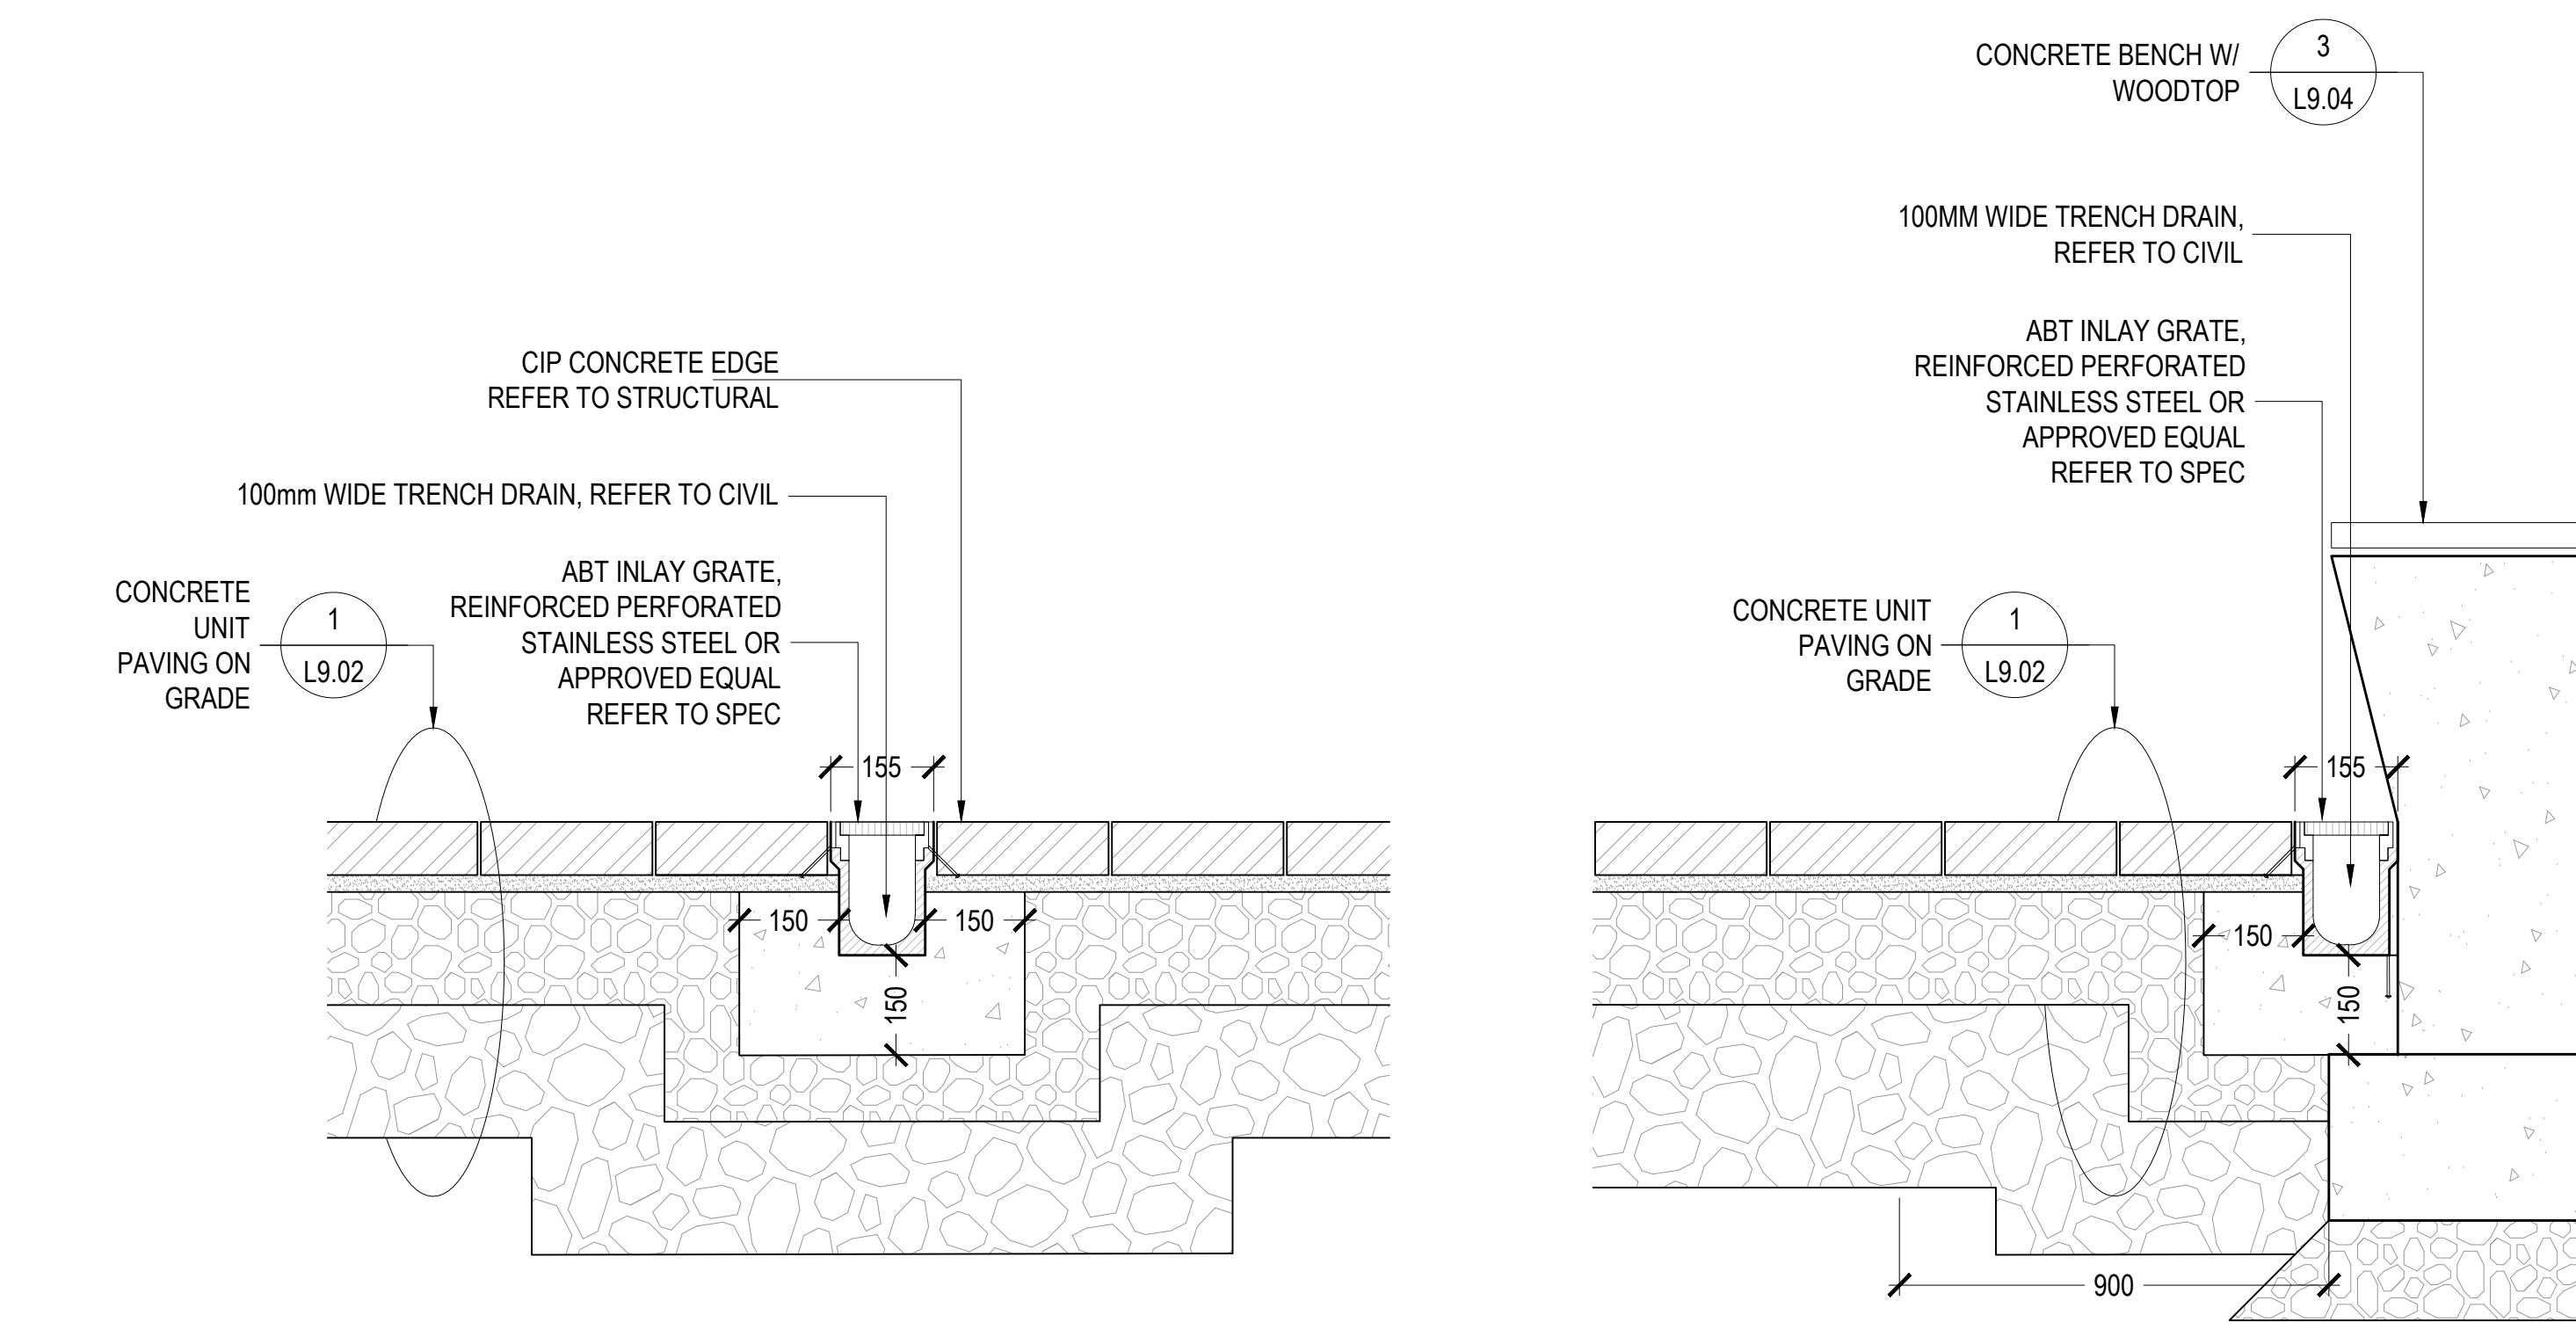 CIP CONCRETE EDGE
REFER TO STRUCTURAL
100mm WIDE TRENCH DRAIN, REFER TO CIVIL
CONCRETE
UNIT
PAVING ON
GRADE
1
L9.02
ABT INLAY GRATE,
REINFORCED PERFORATED
STAINLESS STEEL OR
APPROVED EQUAL
REFER TO SPEC
155
150
150
150
CONCRETE BENCH W/
WOODTOP
3
L9.04
100MM WIDE TRENCH DRAIN,
REFER TO CIVIL
ABT INLAY GRATE,
REINFORCED PERFORATED
STAINLESS STEEL OR
APPROVED EQUAL
REFER TO SPEC
CONCRETE UNIT
PAVING ON
GRADE
1
L9.02
155
150
150
900